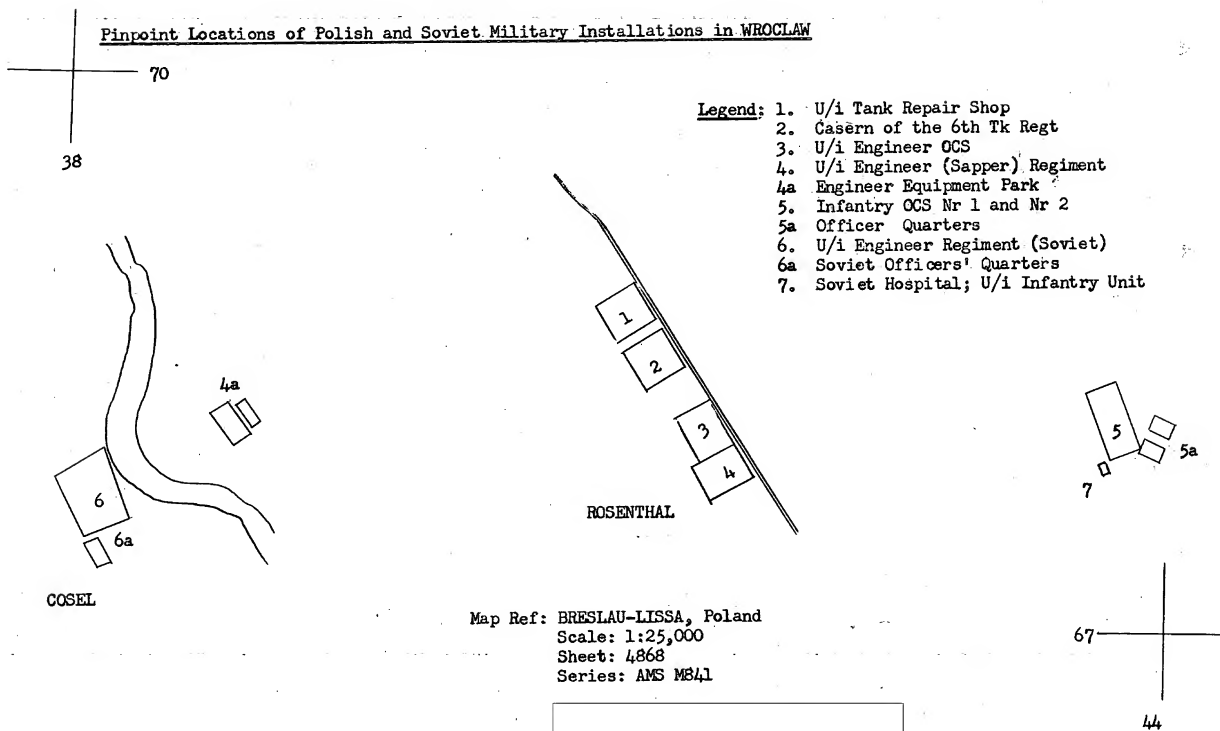 Pinpoint Locations of Polish and Soviet Military Installations in WROCLAW
70
38
Legend: 1. U/i Tank Repair Shop
2. Casern of the 6th Tk Regt
3. U/i Engineer OCS
4. U/i Engineer (Sapper) Regiment
4a Engineer Equipment Park
5. Infantry OCS Nr 1 and Nr 2
5a Officer Quarters
6. U/i Engineer Regiment (Soviet)
6a Soviet Officers' Quarters
7. Soviet Hospital; U/i Infantry Unit
1
2
4a
3
5
5a
4
7
6
ROSENTHAL
6a
COSEL
Map Ref: BRESLAU-LISSA, Poland
Scale: 1:25,000
Sheet: 4868
Series: AMS M841
67
44